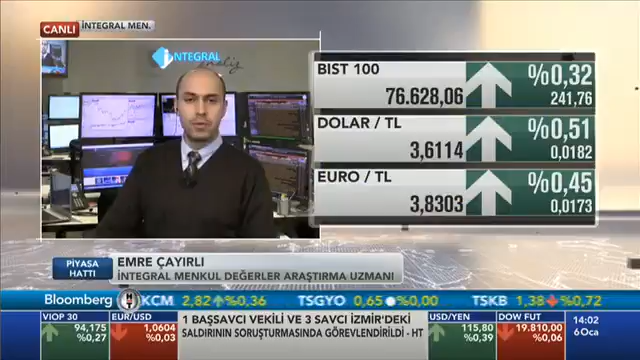 CANLI
İNTEGRAL MEN.
İNTEGRAL
BIST 100
76.628,06
%0,32
241,76
DOLAR / TL
3,6114
%0,51
0,0182
EURO / TL
3,8303
%0,45
0,0173
PİYASA
HATTI
EMRE ÇAYIRLI
İNTEGRAL MENKUL DEĞERLER ARAŞTIRMA UZMANI
Bloomberg HT KCM 2,82 %0,36 TSGYO 0,65 %0,00 TSKB 1,38 %0,72
VIOP 30
94,175
%0,27
EUR/USD
1,0604
%0,03
1 BAŞSAVCI VEKİLİ VE 3 SAVCI İZMİR'DEKİ
SALDIRININ SORUŞTURMASINDA GÖREVLENDİRİLDİ - HT
USD/YEN
115,80
%0,39
DOW FUT
19.810,00
%0,06
14:02
6 Oca